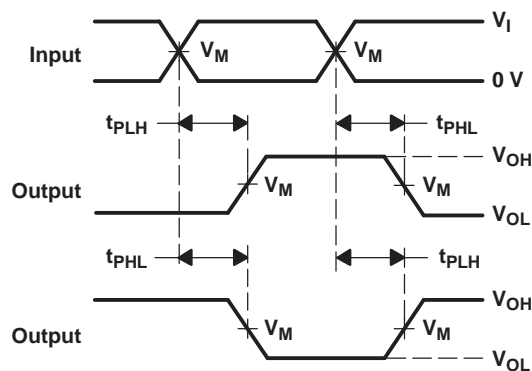 V_I
Input V_M V_M
0 V
t_PLH t_PHL
V_OH
Output V_M V_M
V_OL
t_PHL t_PLH
V_OH
Output V_M V_M
V_OL